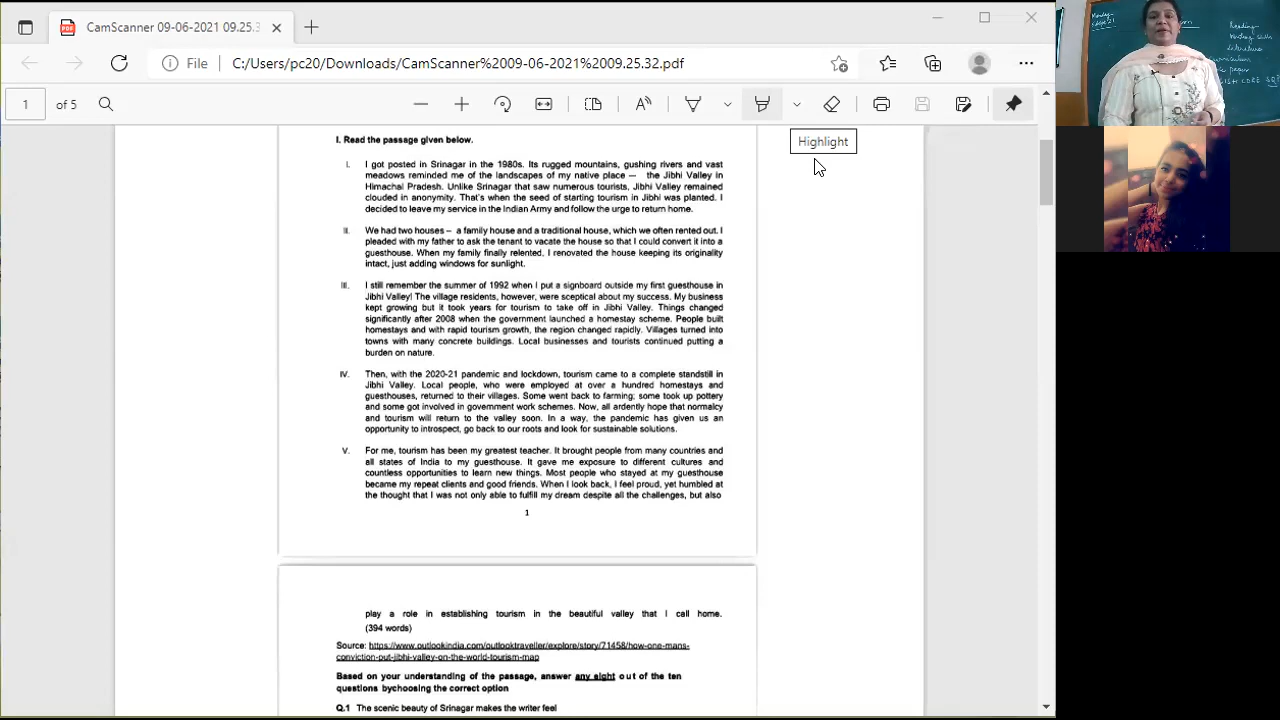 CamScanner 09-06-2021 09.25.3
File
C:/Users/pc20/Downloads/CamScanner%2009-06-2021%2009.25.32.pdf
1 of 5
Highlight
I. Read the passage given below.
I. I got posted in Srinagar in the 1980s. Its rugged mountains, gushing rivers and vast
meadows reminded me of the landscapes of my native place — the Jibhi Valley in
Himachal Pradesh. Unlike Srinagar that saw numerous tourists, Jibhi Valley remained
clouded in anonymity. That's when the seed of starting tourism in Jibhi was planted. I
decided to leave my service in the Indian Army and follow the urge to return home.
II. We had two houses – a family house and a traditional house, which we often rented out. I
pleaded with my father to ask the tenant to vacate the house so that I could convert it into a
guesthouse. When my family finally relented, I renovated the house keeping its originality
intact, just adding windows for sunlight.
III. I still remember the summer of 1992 when I put a signboard outside my first guesthouse in
Jibhi Valley! The village residents, however, were sceptical about my success. My business
kept growing but it took years for tourism to take off in Jibhi Valley. Things changed
significantly after 2008 when the government launched a homestay scheme. People built
homestays and with rapid tourism growth, the region changed rapidly. Villages turned into
towns with many concrete buildings. Local businesses and tourists continued putting a
burden on nature.
IV. Then, with the 2020-21 pandemic and lockdown, tourism came to a complete standstill in
Jibhi Valley. Local people, who were employed at over a hundred homestays and
guesthouses, returned to their villages. Some went back to farming; some took up pottery
and some got involved in government work schemes. Now, all ardently hope that normalcy
and tourism will return to the valley soon. In a way, the pandemic has given us an
opportunity to introspect, go back to our roots and look for sustainable solutions.
V. For me, tourism has been my greatest teacher. It brought people from many countries and
all states of India to my guesthouse. It gave me exposure to different cultures and
countless opportunities to learn new things. Most people who stayed at my guesthouse
became my repeat clients and good friends. When I look back, I feel proud, yet humbled at
the thought that I was not only able to fulfill my dream despite all the challenges, but also
1
play a role in establishing tourism in the beautiful valley that I call home.
(394 words)
Source: https://www.outlookindia.com/outlooktraveller/explore/story/71458/how-one-mans-
conviction-put-jibhi-valley-on-the-world-tourism-map
Based on your understanding of the passage, answer any eight out of the ten
questions bychoosing the correct option
Q.1 The scenic beauty of Srinagar makes the writer feel
Reading
Writing skills
Literature